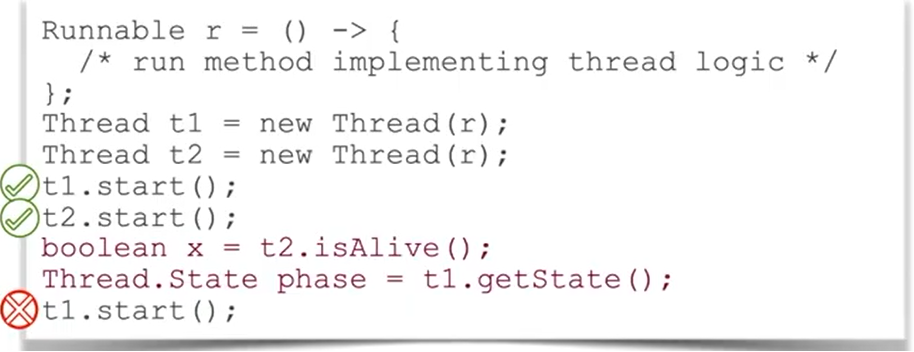 Runnable r = () -> {
  /* run method implementing thread logic */
};
Thread t1 = new Thread(r);
Thread t2 = new Thread(r);
t1.start();
t2.start();
boolean x = t2.isAlive();
Thread.State phase = t1.getState();
t1.start();